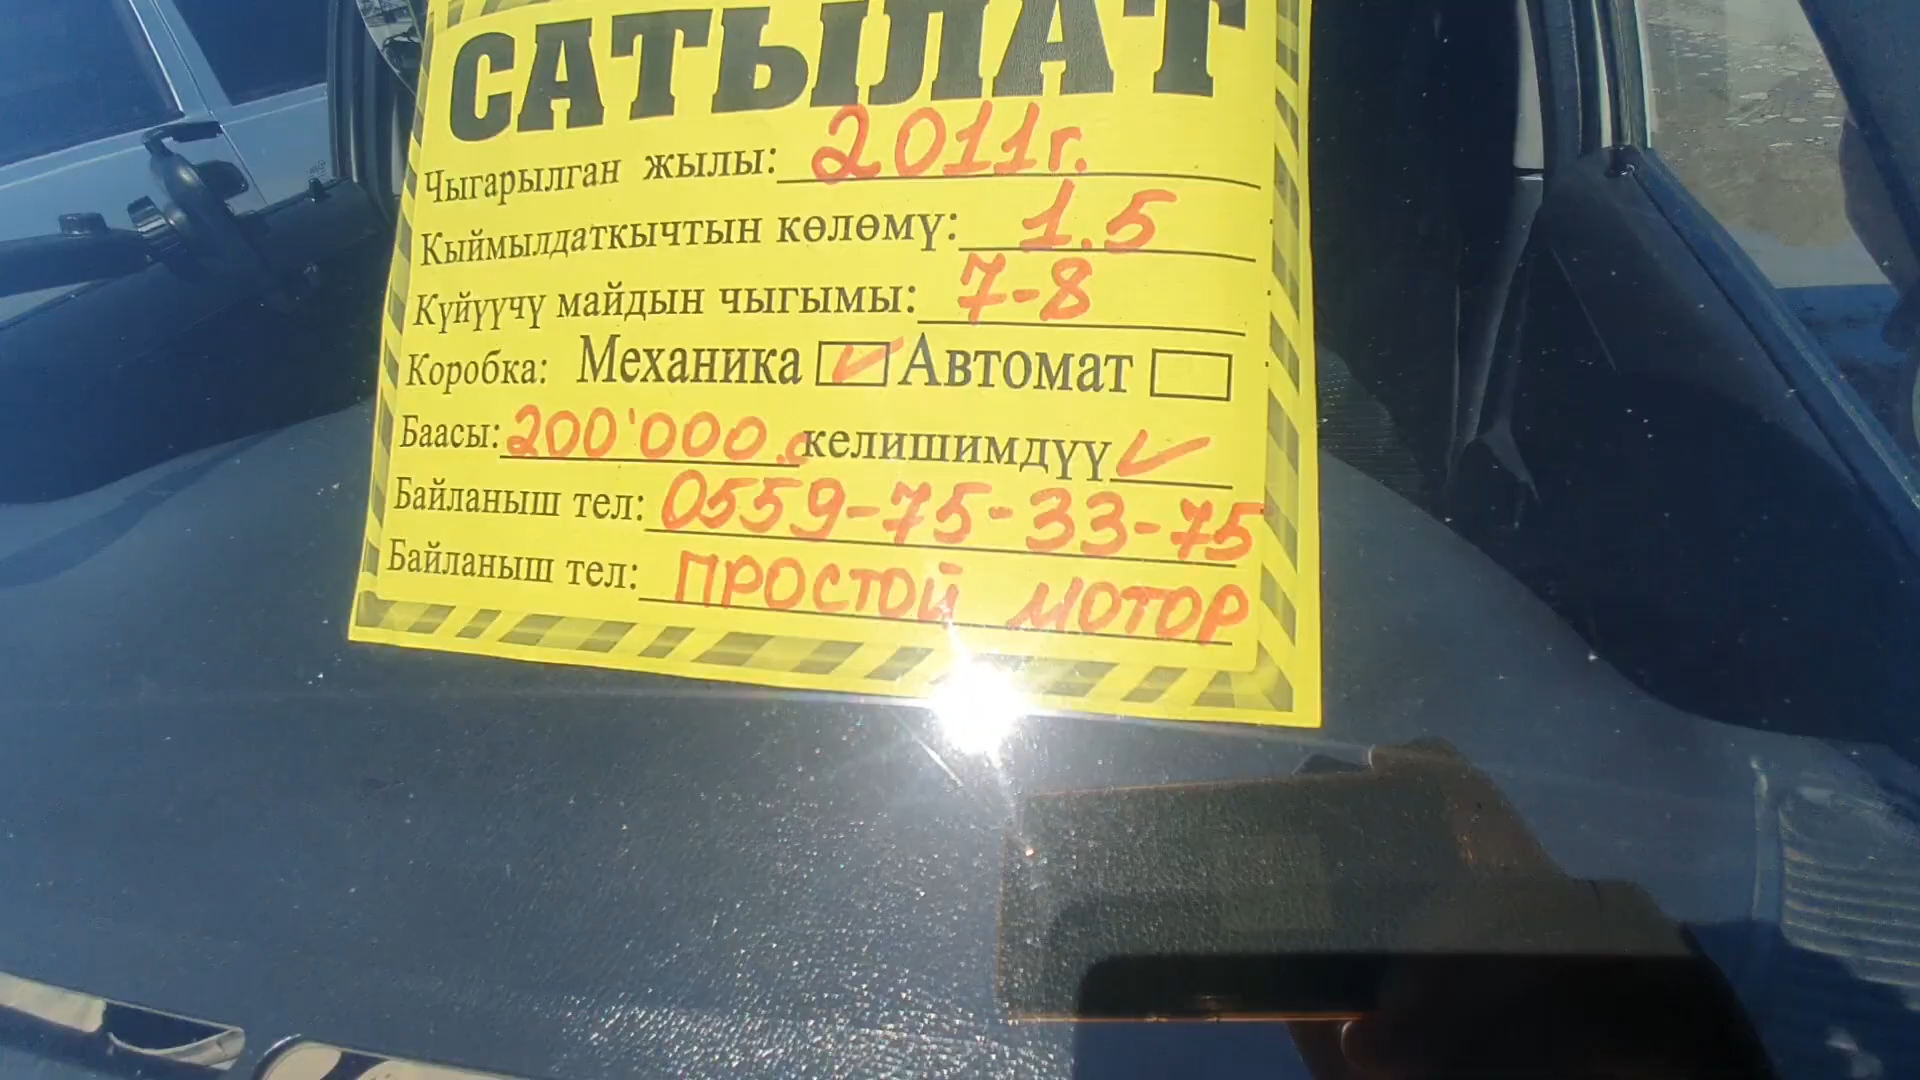 САТЫЛАТ
Чыгарылган жылы: 2011г.
Кыймылдаткычтын көлөмү: 1.5
Күйүүчү майдын чыгымы: 7-8
Коробка: Механика ✓ Автомат
Баасы: 200'000.с келишимдүү ✓
Байланыш тел: 0559-75-33-75
Байланыш тел: ПРОСТОЙ МОТОР